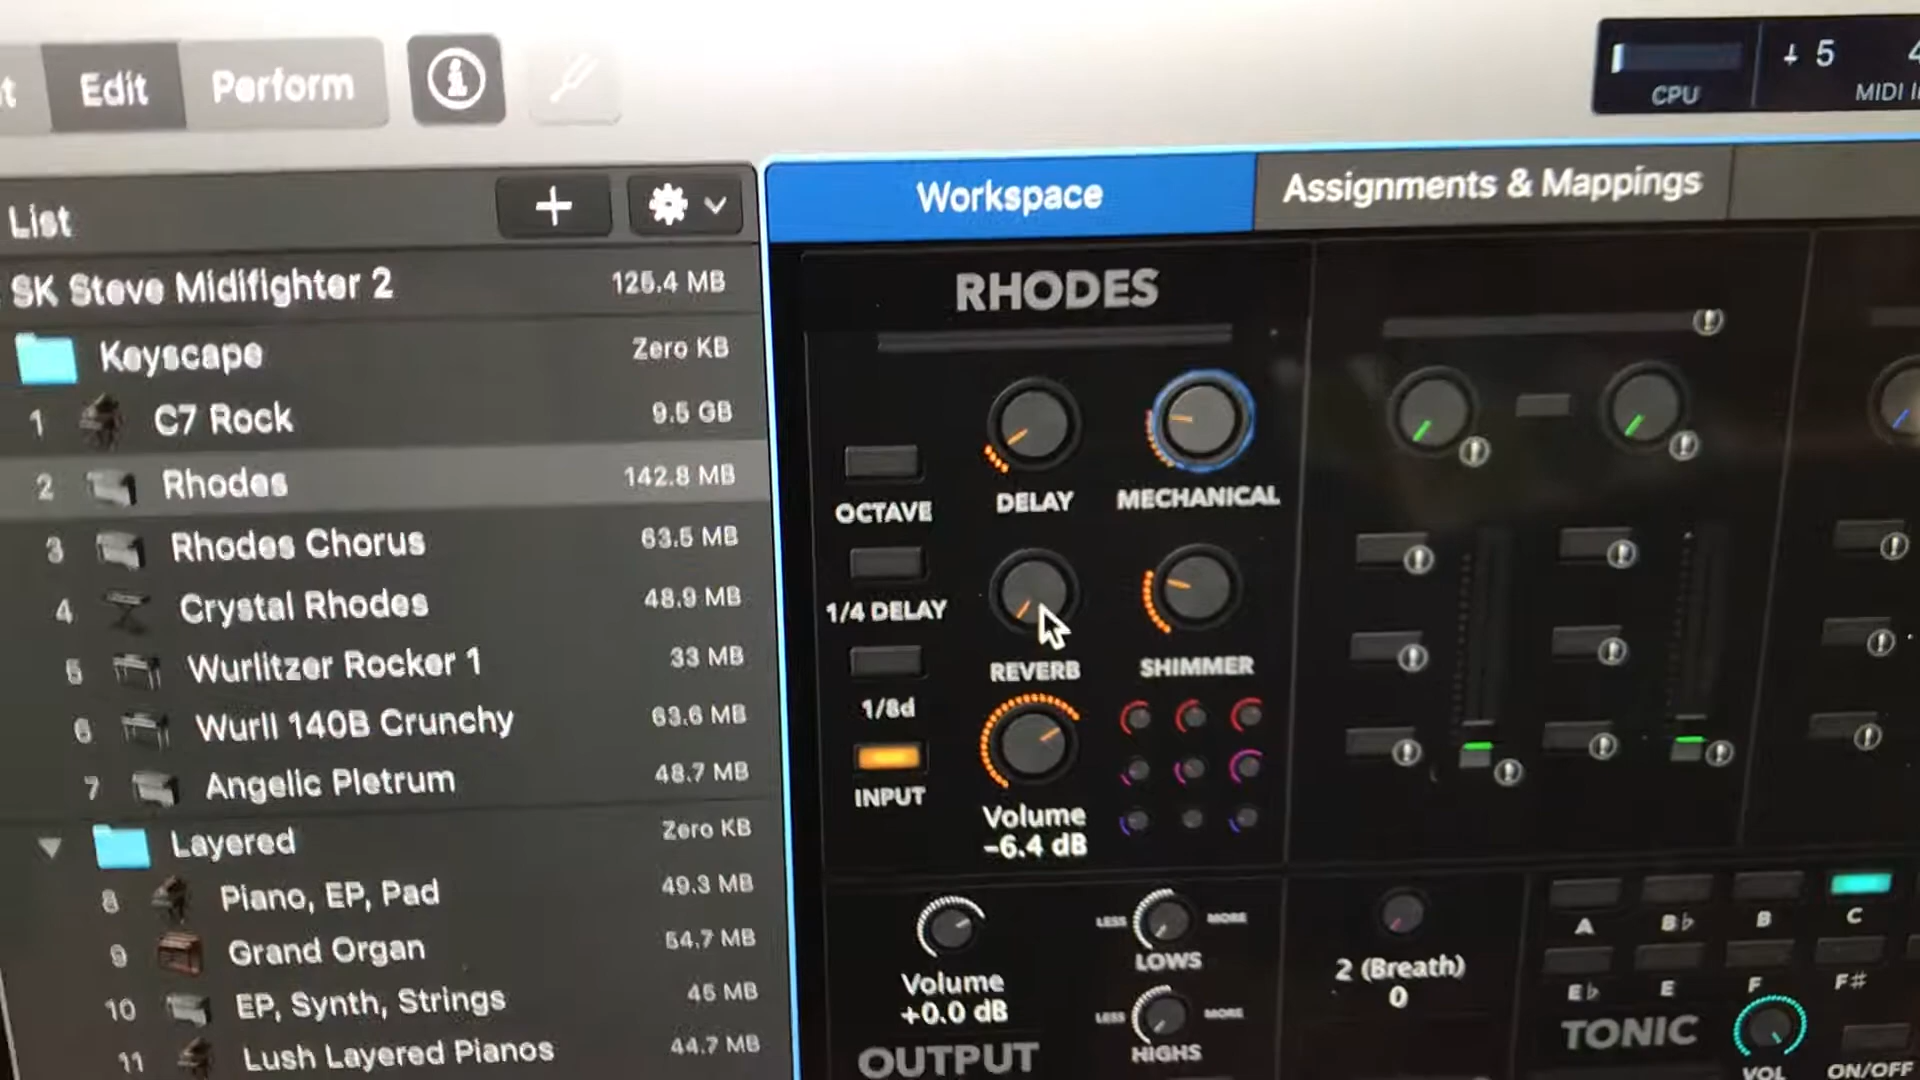 Edit Perform
CPU
5
MIDI
List
SK Steve Midifighter 2 125.4 MB
Keyscape Zero KB
1 C7 Rock 9.5 GB
2 Rhodes 142.8 MB
3 Rhodes Chorus 63.5 MB
4 Crystal Rhodes 48.9 MB
5 Wurlitzer Rocker 1 33 MB
6 Wurli 140B Crunchy 63.6 MB
7 Angelic Pletrum 48.7 MB
Layered Zero KB
8 Piano, EP, Pad 49.3 MB
9 Grand Organ 54.7 MB
10 EP, Synth, Strings 45 MB
11 Lush Layered Pianos 44.7 MB
Workspace Assignments & Mappings
RHODES
OCTAVE DELAY MECHANICAL
1/4 DELAY REVERB SHIMMER
1/8d
INPUT
Volume
-6.4 dB
Volume
+0.0 dB
OUTPUT
LESS MORE
LOWS
LESS MORE
HIGHS
2 (Breath)
0
A B♭ B C
E♭ E F F#
TONIC
VOL ON/OFF